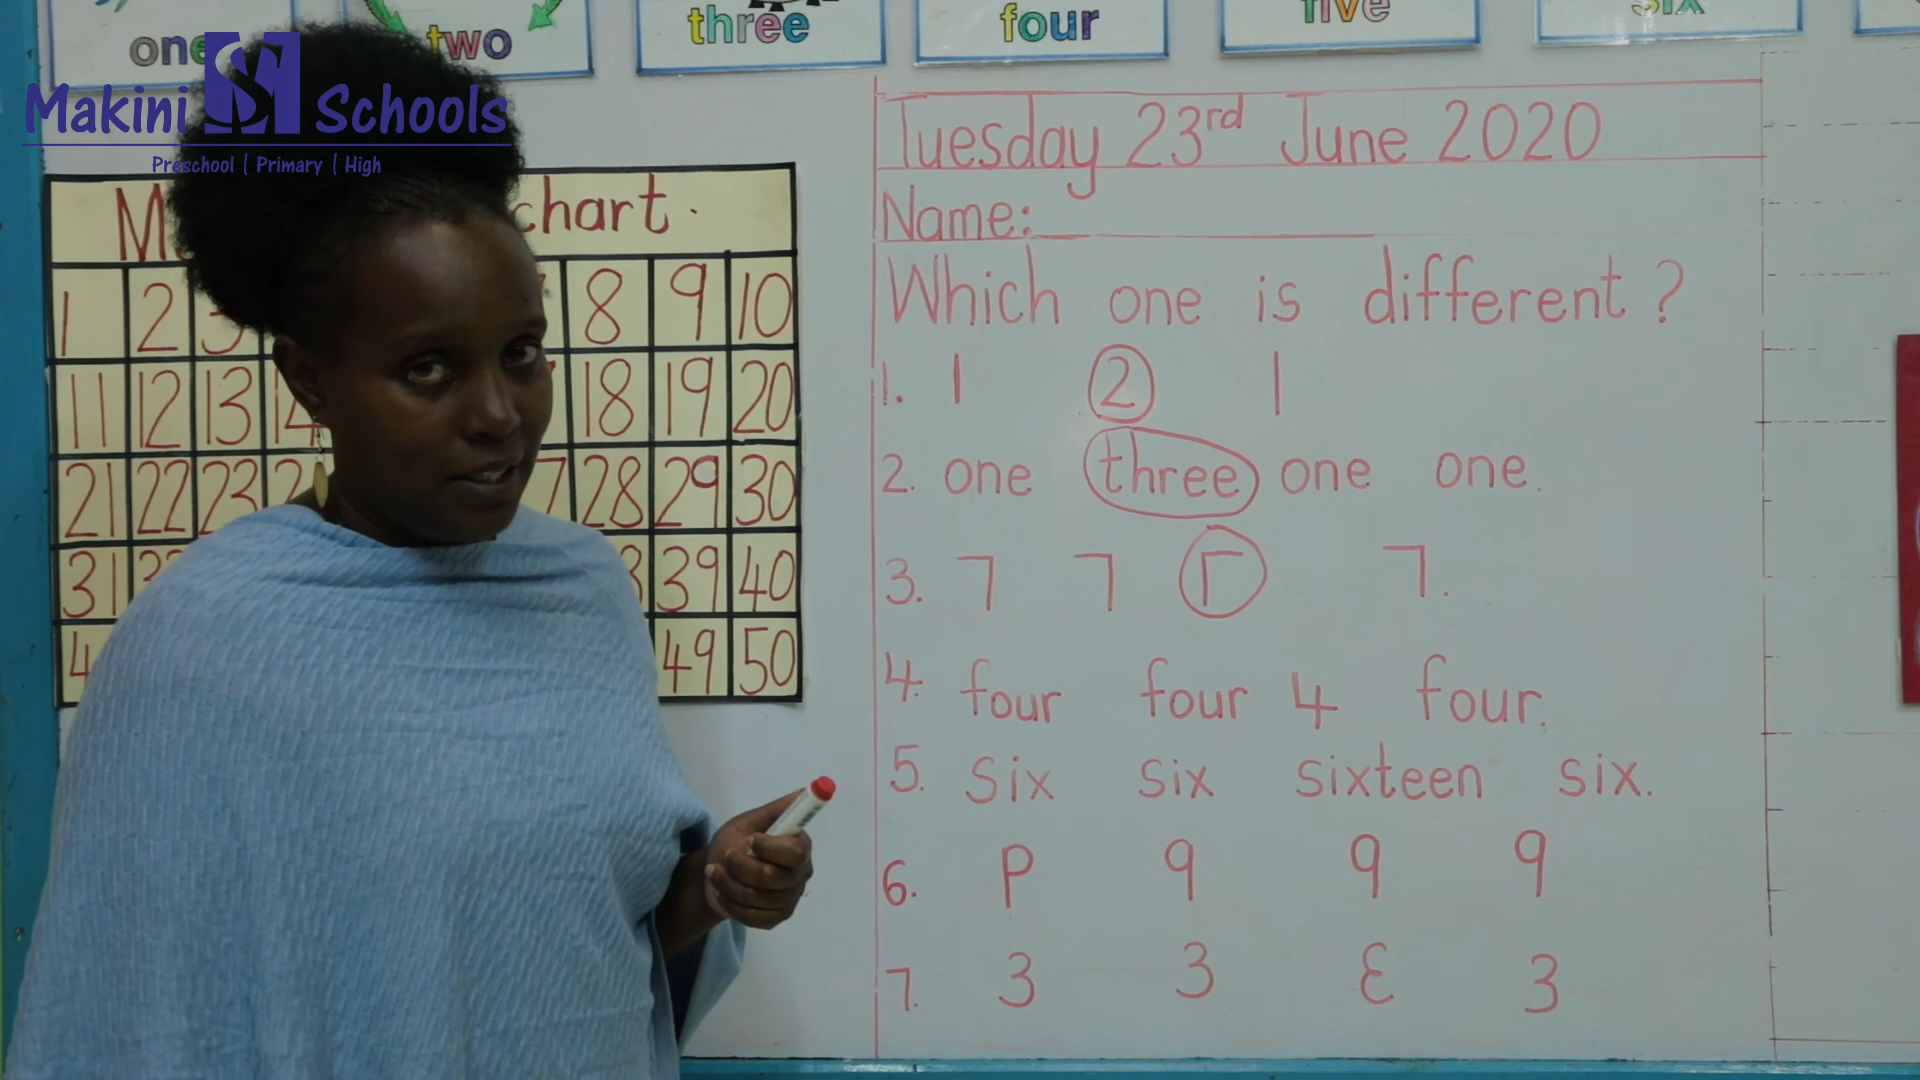 one two three four five six
Makini Schools
Preschool | Primary | High
chart.
1 2 3 8 9 10
11 12 13 14 18 19 20
21 22 23 28 29 30
31 39 40
49 50
Tuesday 23rd June 2020
Name:
Which one is different?
1. 1 2 1
2. one three one one.
3. 7 7 Γ 7.
4. four four 4 four.
5. six six sixteen six.
6. P 9 9 9
7. 3 3 Ɛ 3